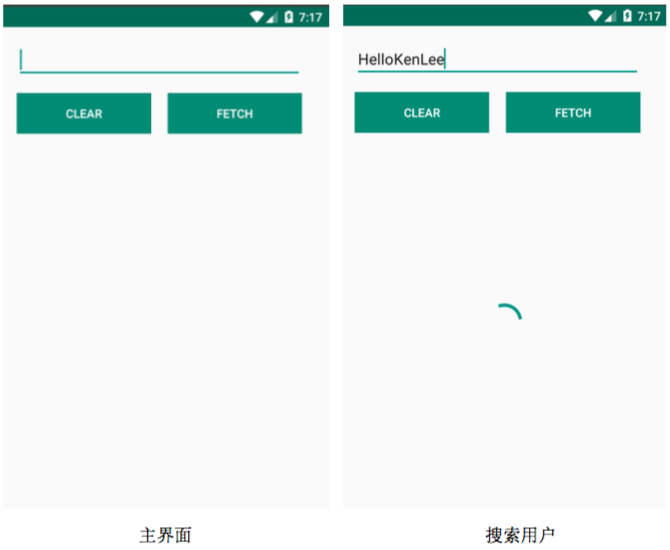 7:17
CLEAR FETCH
主界面
7:17
HelloKenLee
CLEAR FETCH
搜索用户